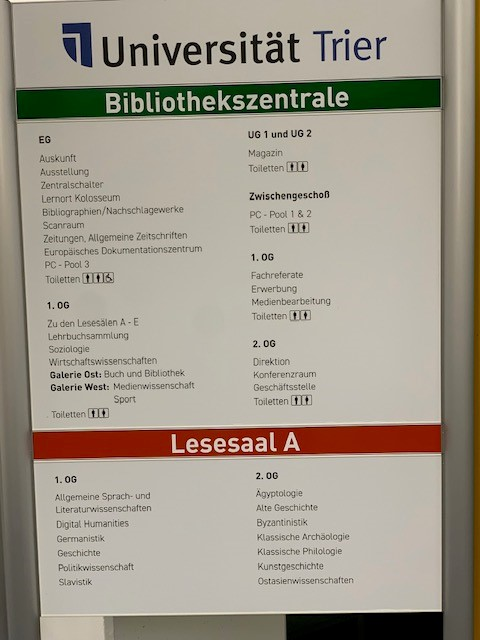 Universität Trier
Bibliothekszentrale
EG
Auskunft
Ausstellung
Zentralschalter
Lernort Kolosseum
Bibliographien/Nachschlagewerke
Scanraum
Zeitungen, Allgemeine Zeitschriften
Europäisches Dokumentationszentrum
PC - Pool 3
Toiletten
1. OG
Zu den Lesesälen A - E
Lehrbuchsammlung
Soziologie
Wirtschaftswissenschaften
Galerie Ost: Buch und Bibliothek
Galerie West: Medienwissenschaft
Sport
Toiletten
UG 1 und UG 2
Magazin
Toiletten
Zwischengeschoß
PC - Pool 1 & 2
Toiletten
1. OG
Fachreferate
Erwerbung
Medienbearbeitung
Toiletten
2. OG
Direktion
Konferenzraum
Geschäftsstelle
Toiletten
Lesesaal A
1. OG
Allgemeine Sprach- und
Literaturwissenschaften
Digital Humanities
Germanistik
Geschichte
Politikwissenschaft
Slavistik
2. OG
Ägyptologie
Alte Geschichte
Byzantinistik
Klassische Archäologie
Klassische Philologie
Kunstgeschichte
Ostasienwissenschaften